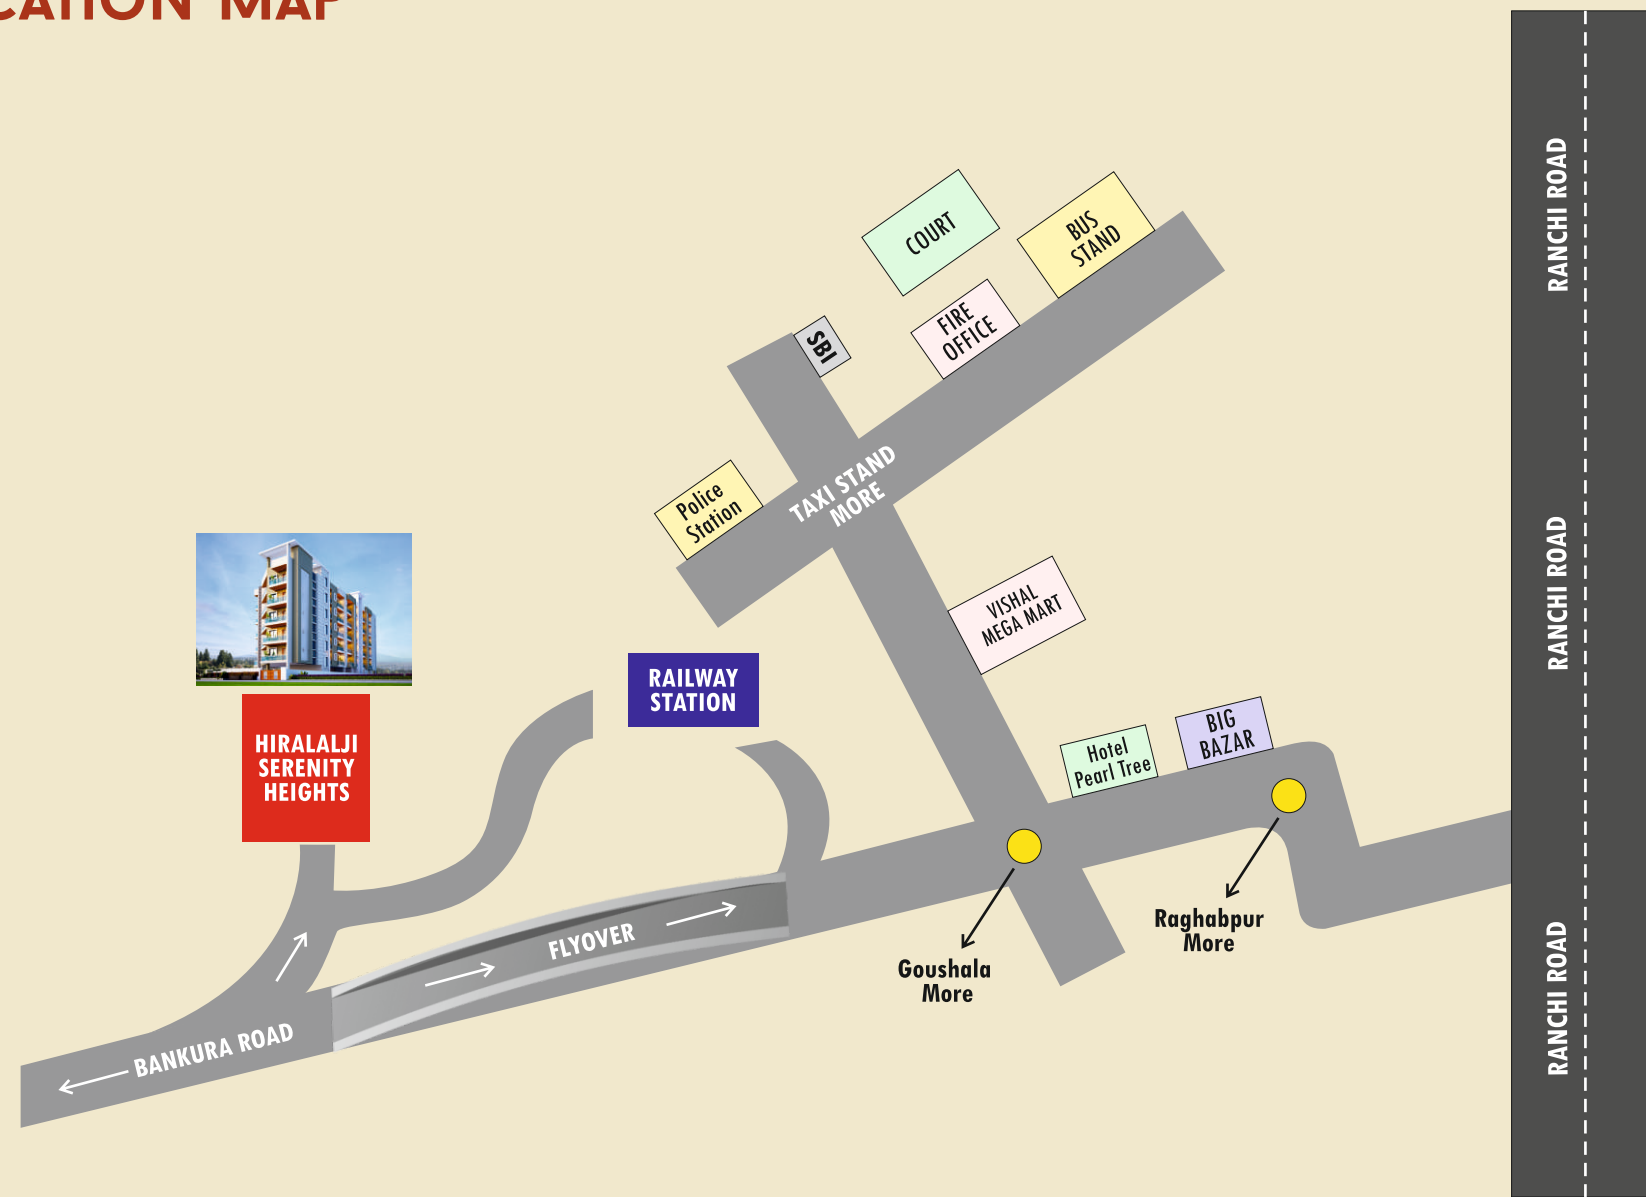 CATION MAP
COURT
BUS
STAND
FIRE
OFFICE
SBI
TAXI STAND
MORE
Police
Station
VISHAL
MEGA MART
RAILWAY
STATION
HIRALALJI
SERENITY
HEIGHTS
Hotel
Pearl Tree
BIG
BAZAR
Raghabpur
More
Goushala
More
FLYOVER
BANKURA ROAD
RANCHI ROAD
RANCHI ROAD
RANCHI ROAD